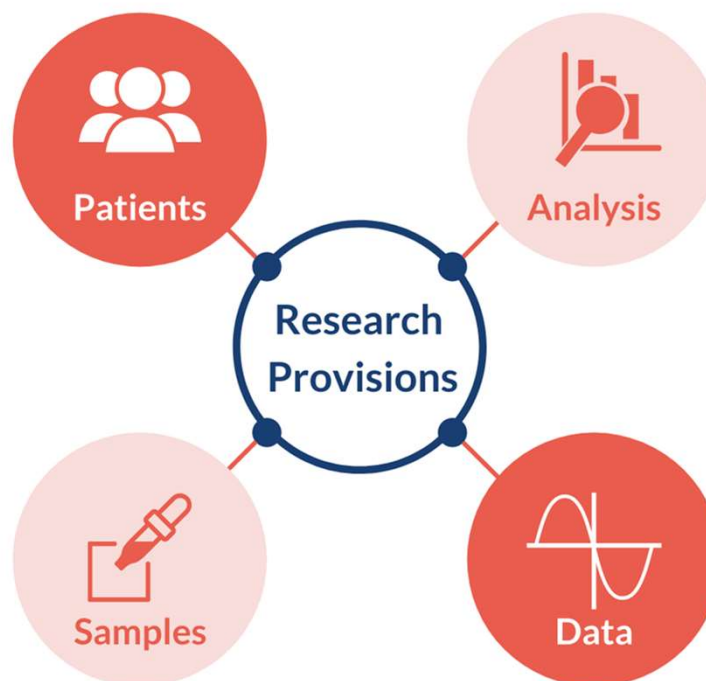 Patients
Analysis
Research
Provisions
Samples
Data